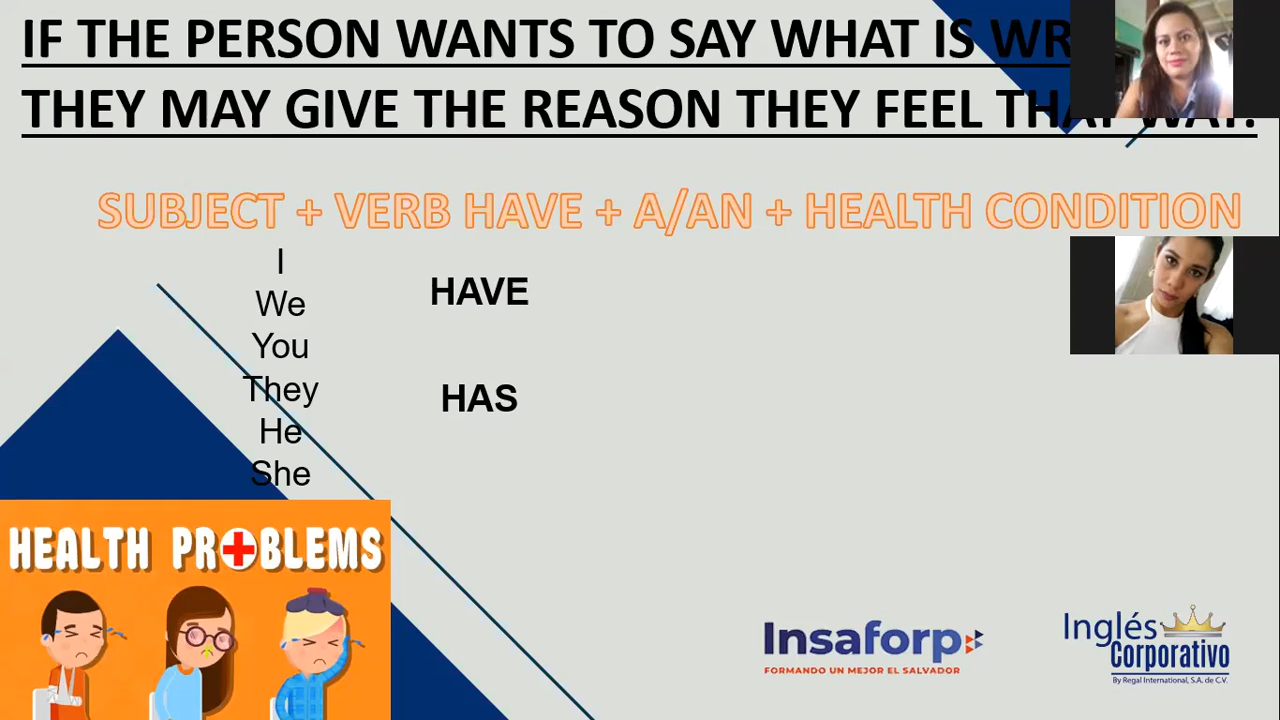 IF THE PERSON WANTS TO SAY WHAT IS
THEY MAY GIVE THE REASON THEY FEEL THAT WAY.
SUBJECT + VERB HAVE + A/AN + HEALTH CONDITION
I
We
You
They
He
She
HAVE
HAS
HEALTH PROBLEMS
Insaforp
FORMANDO UN MEJOR EL SALVADOR
Inglés
Corporativo
By Regal International, S.A. de C.V.